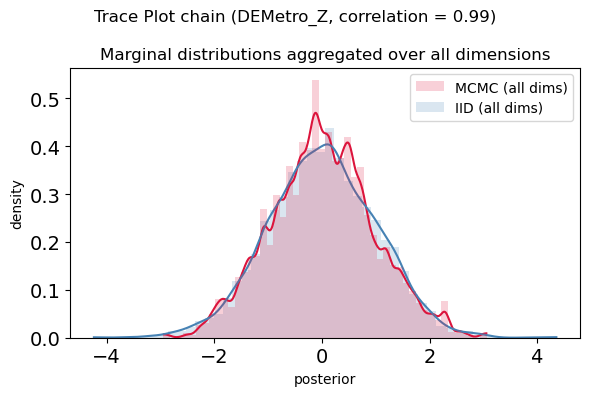 Trace Plot chain (DEMetro_Z, correlation = 0.99)
Marginal distributions aggregated over all dimensions
MCMC (all dims)
IID (all dims)
density
0.5
0.4
0.3
0.2
0.1
0.0
−4
−2
0
2
4
posterior